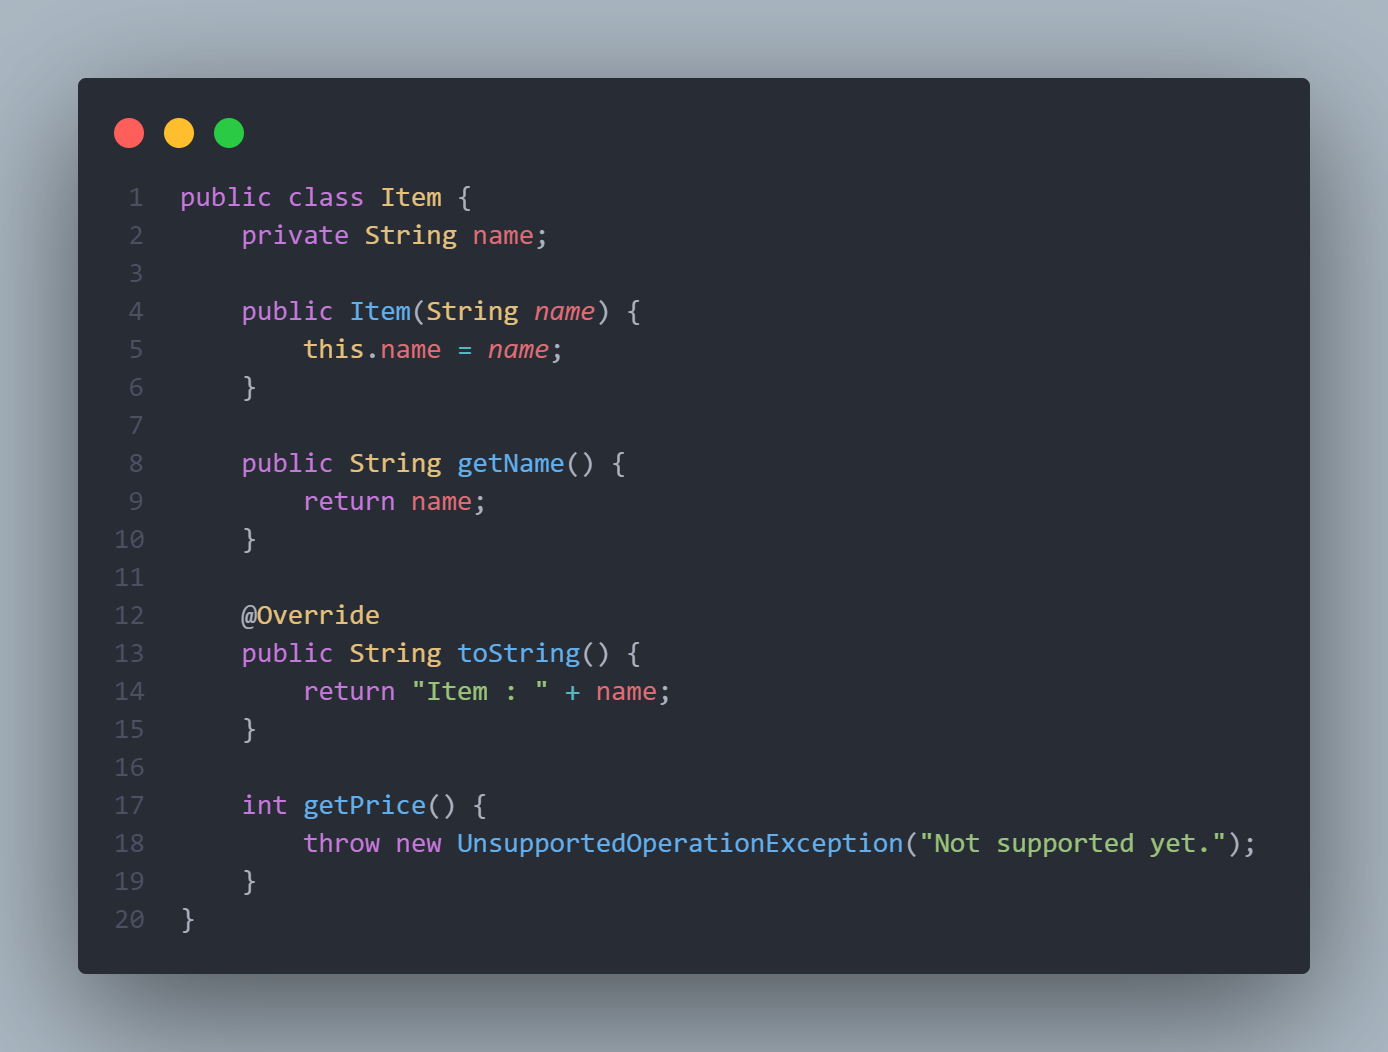 1 public class Item {
2     private String name;
3
4     public Item(String name) {
5         this.name = name;
6     }
7
8     public String getName() {
9         return name;
10     }
11
12     @Override
13     public String toString() {
14         return "Item : " + name;
15     }
16
17     int getPrice() {
18         throw new UnsupportedOperationException("Not supported yet.");
19     }
20 }